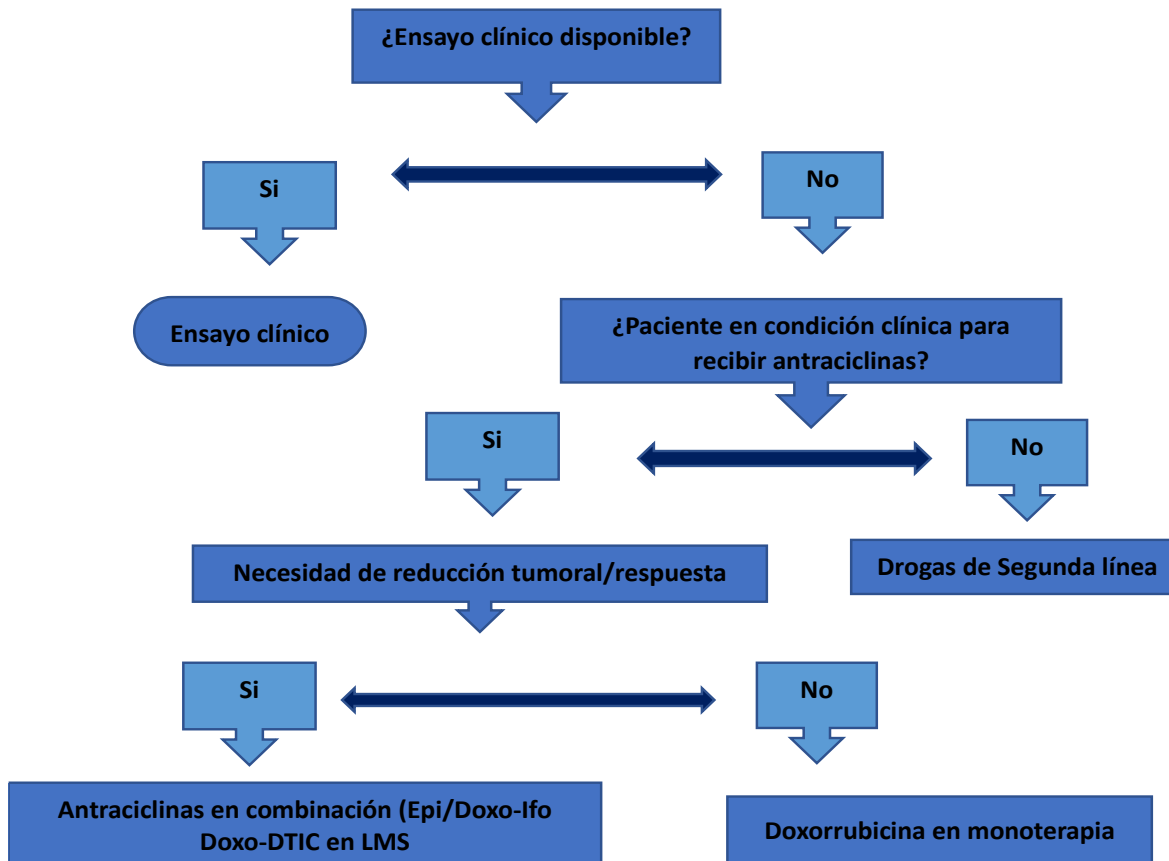 ¿Ensayo clínico disponible?
Si
No
Ensayo clínico
¿Paciente en condición clínica para
recibir antraciclinas?
Si
No
Necesidad de reducción tumoral/respuesta
Drogas de Segunda línea
Si
No
Antraciclinas en combinación (Epi/Doxo-Ifo
Doxo-DTIC en LMS
Doxorrubicina en monoterapia